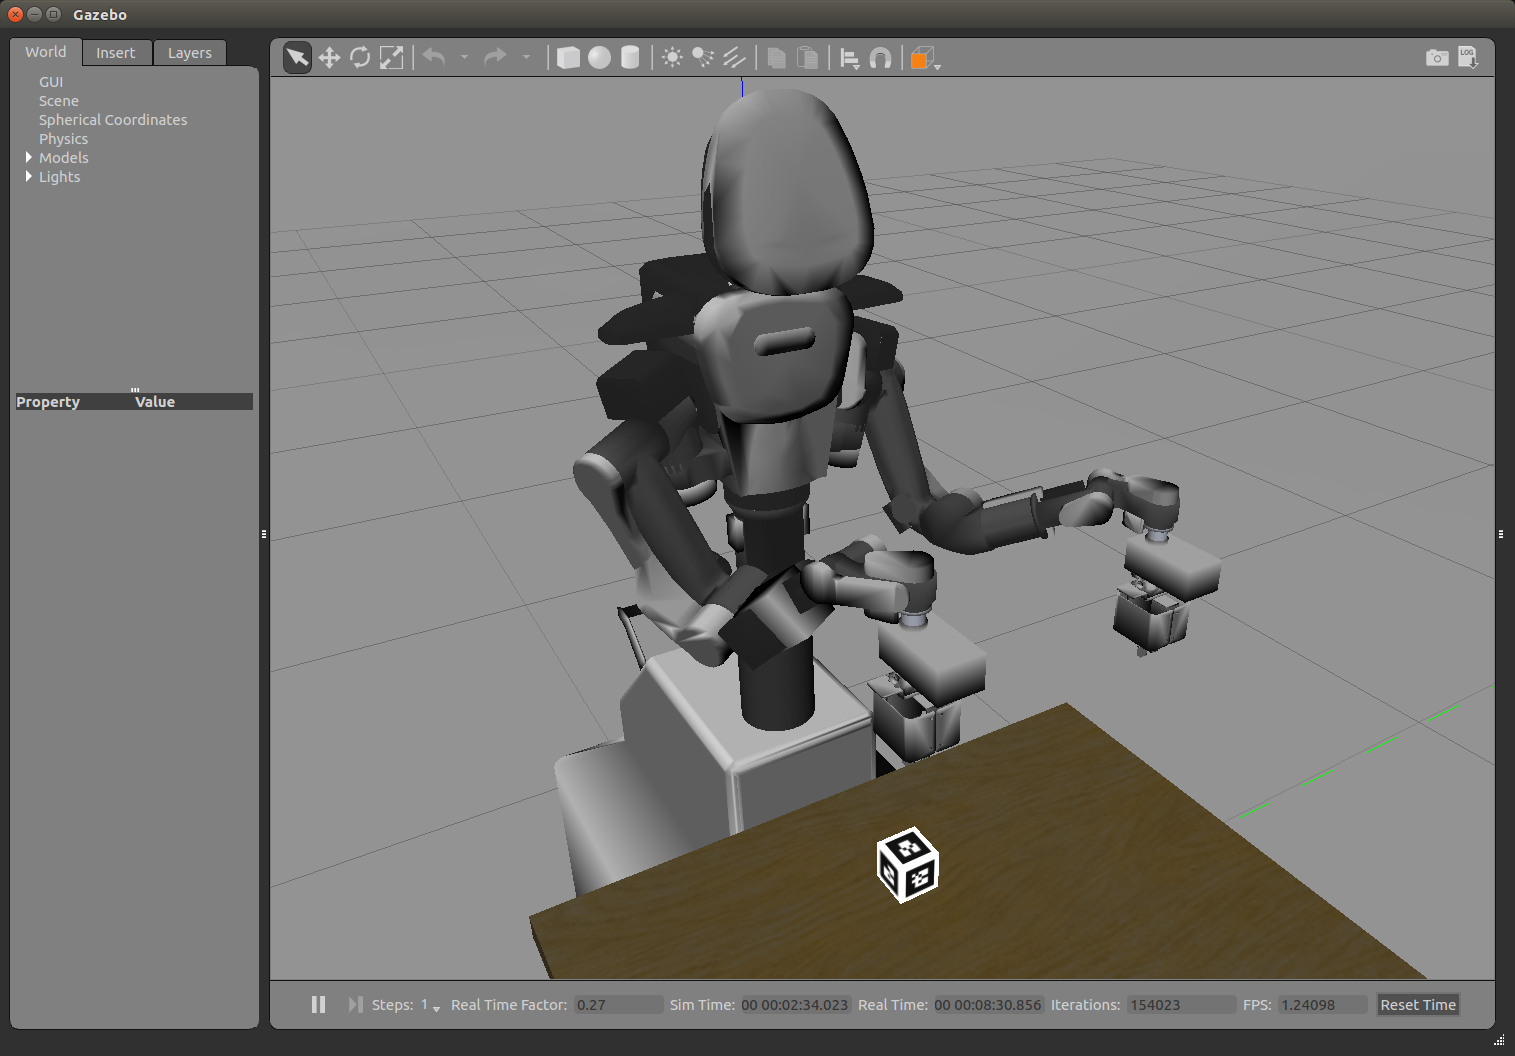 Gazebo
World Insert Layers
GUI
Scene
Spherical Coordinates
Physics
Models
Lights
Property Value
LOG
Steps: 1 Real Time Factor: 0.27 Sim Time: 00 00:02:34.023 Real Time: 00 00:08:30.856 Iterations: 154023 FPS: 1.24098 Reset Time